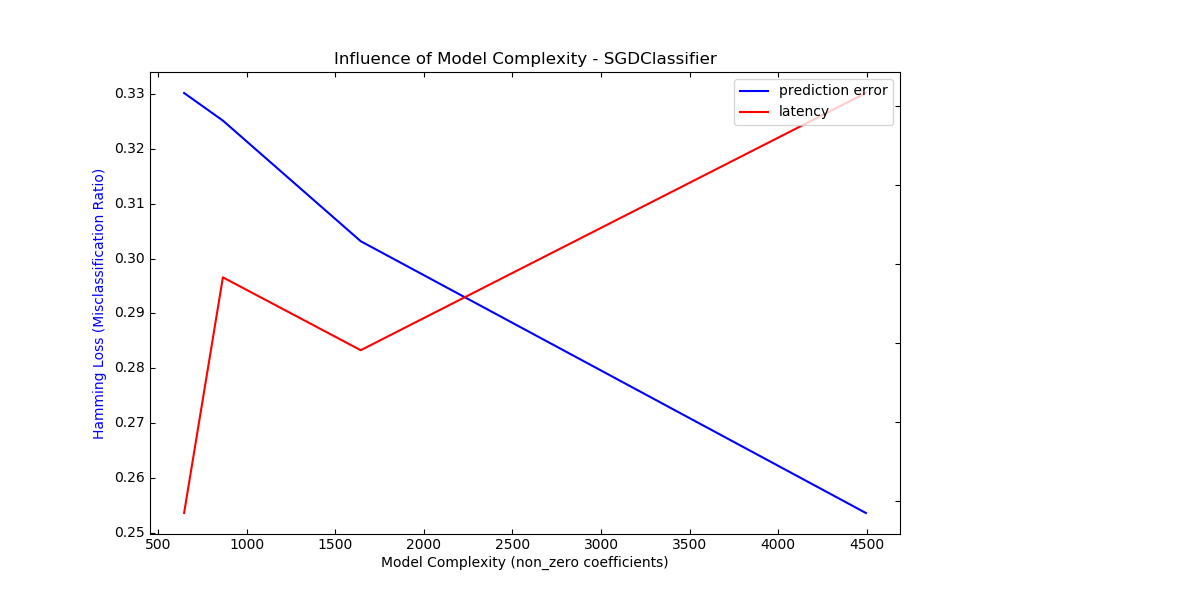 Influence of Model Complexity - SGDClassifier
prediction error
latency
Hamming Loss (Misclassification Ratio)
0.33
0.32
0.31
0.30
0.29
0.28
0.27
0.26
0.25
500 1000 1500 2000 2500 3000 3500 4000 4500
Model Complexity (non_zero coefficients)